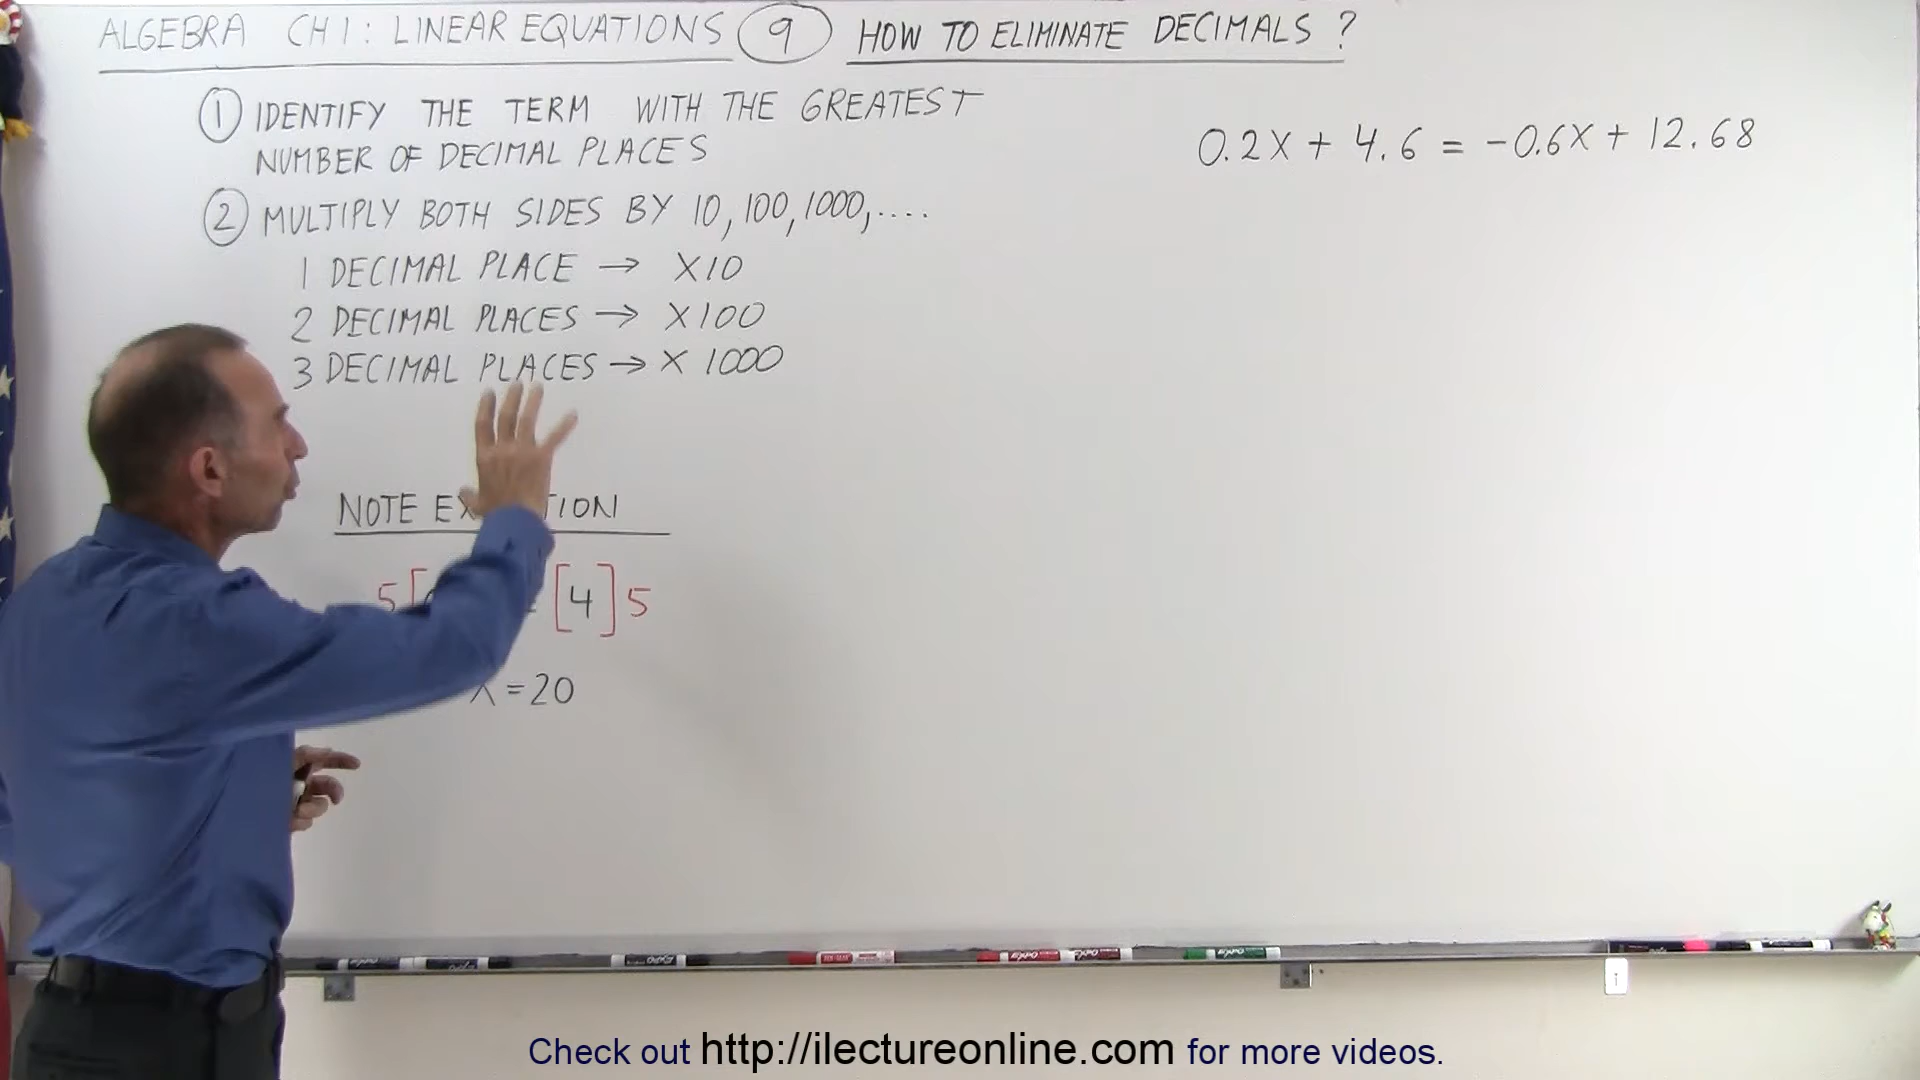 ALGEBRA CH 1: LINEAR EQUATIONS 9 HOW TO ELIMINATE DECIMALS ?
1 IDENTIFY THE TERM WITH THE GREATEST
NUMBER OF DECIMAL PLACES
2 MULTIPLY BOTH SIDES BY 10, 100, 1000, ....
1 DECIMAL PLACE → X10
2 DECIMAL PLACES → X100
3 DECIMAL PLACES → X 1000
0.2X + 4.6 = -0.6X + 12.68
NOTE
5[ = [4]5
X = 20
Check out http://ilectureonline.com for more videos.